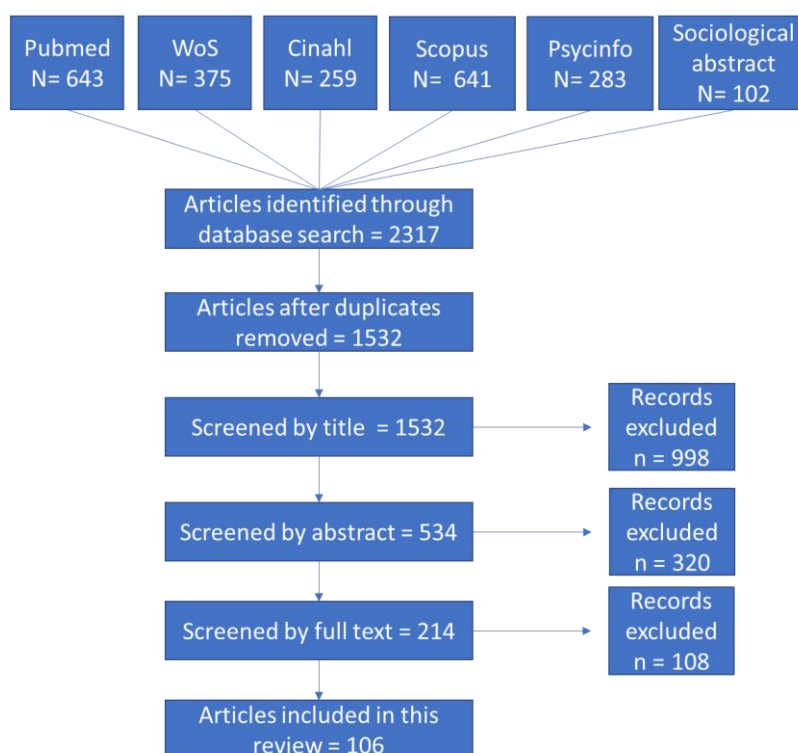 Pubmed
N= 643
WoS
N= 375
Cinahl
N= 259
Scopus
N=  641
Psycinfo
N= 283
Sociological
abstract
N= 102
Articles identified through
database search = 2317
Articles after duplicates
removed = 1532
Screened by title  = 1532
Records
excluded
n = 998
Screened by abstract = 534
Records
excluded
n = 320
Screened by full text = 214
Records
excluded
n = 108
Articles included in this
review = 106